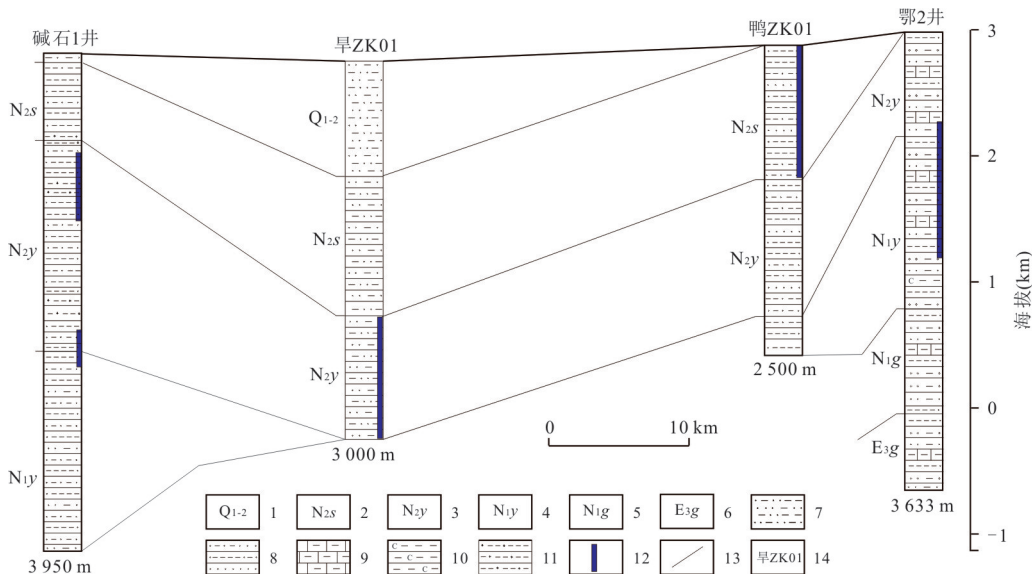 碱石1井
旱ZK01
鸭ZK01
鄂2井
N2s
N2y
N1y
3 950 m
Q1-2
N2s
N2y
3 000 m
N2s
N2y
2 500 m
N2y
N1y
C
N1g
E3g
3 633 m
3
2
1
0
−1
海拔(km)
0 10 km
Q1-2 1 N2s 2 N2y 3 N1y 4 N1g 5 E3g 6 7
8 9 C C C 10 11 12 13 旱ZK01 14